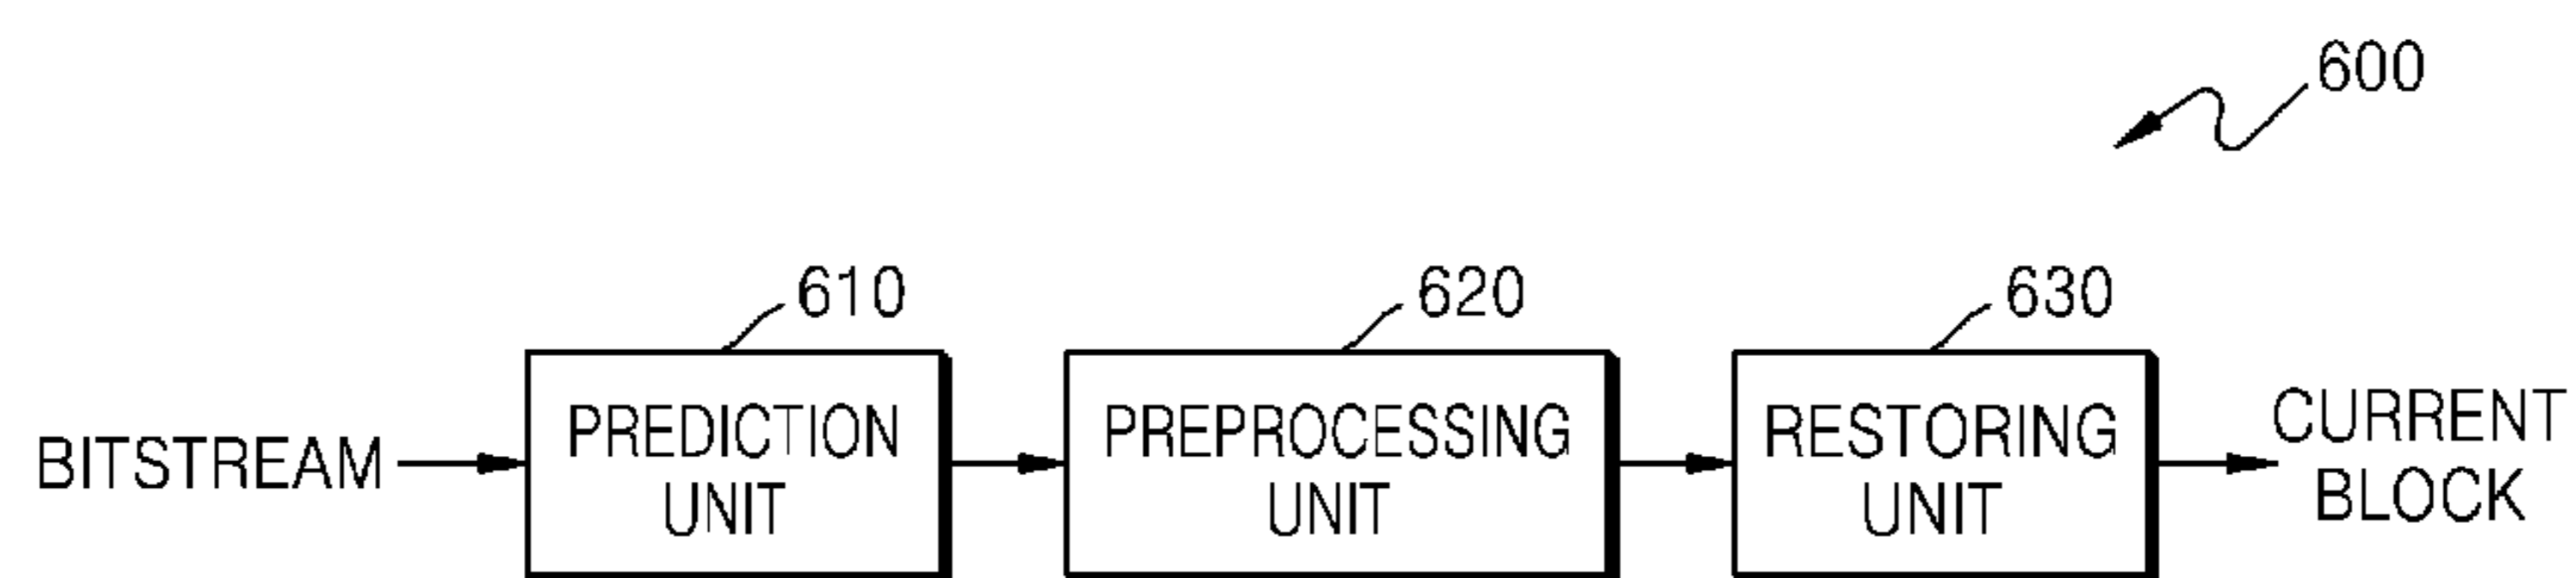 600
610
620
630
BITSTREAM
PREDICTION
UNIT
PREPROCESSING
UNIT
RESTORING
UNIT
CURRENT
BLOCK